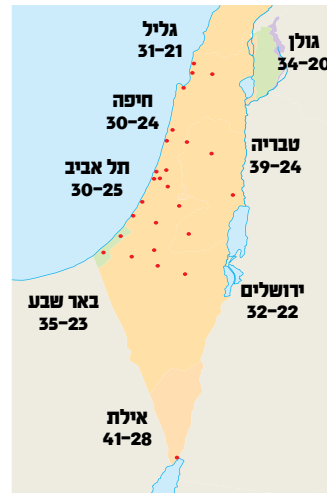 גליל
31–21
גולן
34–20
חיפה
30–24
טבריה
39–24
תל אביב
30–25
באר שבע
35–23
ירושלים
32–22
אילת
41–28